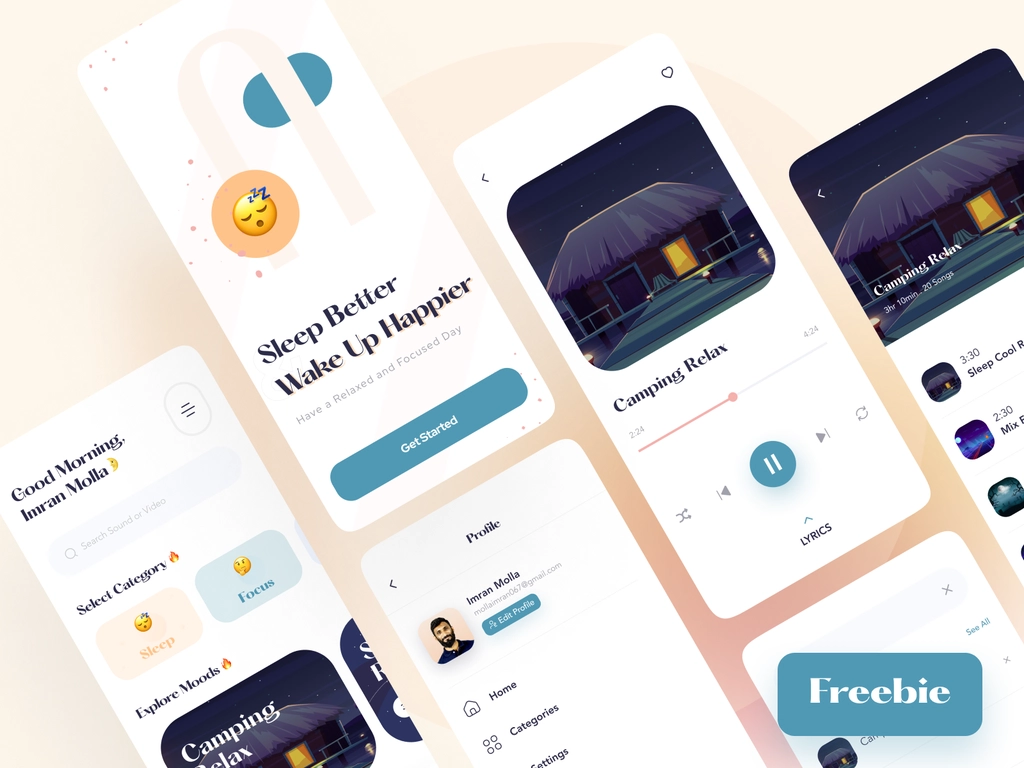 Sleep Better
Wake Up Happier
Have a Relaxed and Focused Day
Get Started
Good Morning,
Imran Molla
Search Sound or Video
Select Category
Sleep
Focus
Explore Moods
Camping
Relax
Profile
Imran Molla
mollaimran067@gmail.com
Edit Profile
Home
Categories
Settings
Camping Relax
2:24
4:24
LYRICS
Camping Relax
3hr 10min.. 20 Songs
3:30
Sleep Cool
2:30
Mix
See All
Freebie